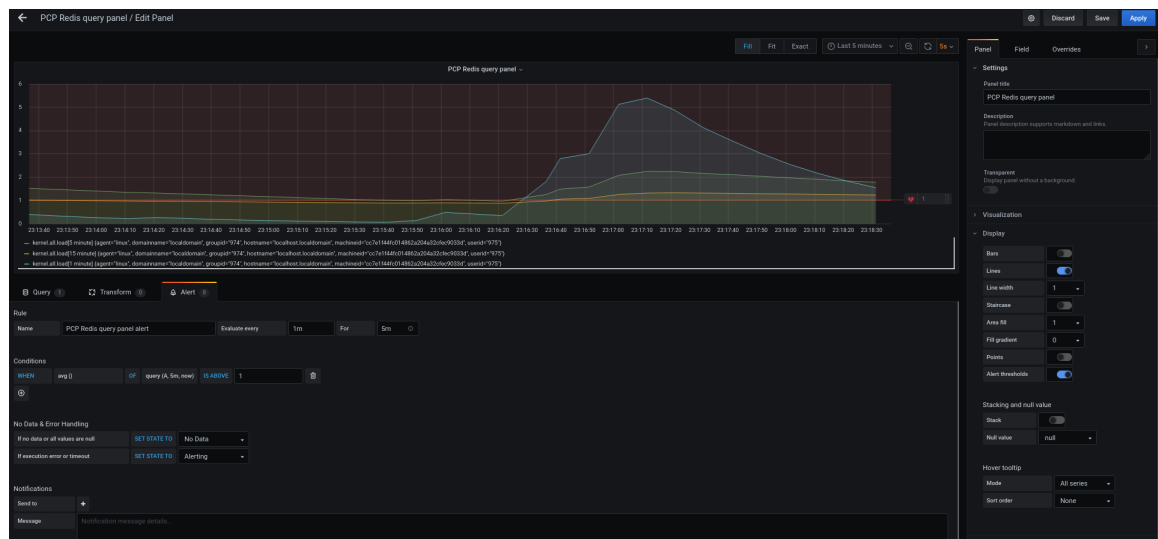 PCP Redis query panel / Edit Panel
Discard Save Apply
Fill Fit Exact Last 5 minutes 5s
Panel Field Overrides
PCP Redis query panel
6
5
4
3
2
1
0
1
23:13:40 23:13:50 23:14:00 23:14:10 23:14:20 23:14:30 23:14:40 23:14:50 23:15:00 23:15:10 23:15:20 23:15:30 23:15:40 23:15:50 23:16:00 23:16:10 23:16:20 23:16:30 23:16:40 23:16:50 23:17:00 23:17:10 23:17:20 23:17:30 23:17:40 23:17:50 23:18:00 23:18:10 23:18:20 23:18:30
kernel.all.load[5 minute] {agent="linux", domainname="localdomain", groupid="974", hostname="localhost.localdomain", machineid="cc7e1f44fc014862a204a32cfec9033d", userid="975"}
kernel.all.load[15 minute] {agent="linux", domainname="localdomain", groupid="974", hostname="localhost.localdomain", machineid="cc7e1f44fc014862a204a32cfec9033d", userid="975"}
kernel.all.load[1 minute] {agent="linux", domainname="localdomain", groupid="974", hostname="localhost.localdomain", machineid="cc7e1f44fc014862a204a32cfec9033d", userid="975"}
Query 1 Transform 0 Alert 0
Rule
Name PCP Redis query panel alert Evaluate every 1m For 5m
Conditions
WHEN avg () OF query (A, 5m, now) IS ABOVE 1
No Data & Error Handling
If no data or all values are null SET STATE TO No Data
If execution error or timeout SET STATE TO Alerting
Notifications
Send to +
Message Notification message details...
Settings
Panel title
PCP Redis query panel
Description
Panel description supports markdown and links.
Transparent
Display panel without a background.
Visualization
Display
Bars
Lines
Line width 1
Staircase
Area fill 1
Fill gradient 0
Points
Alert thresholds
Stacking and null value
Stack
Null value null
Hover tooltip
Mode All series
Sort order None